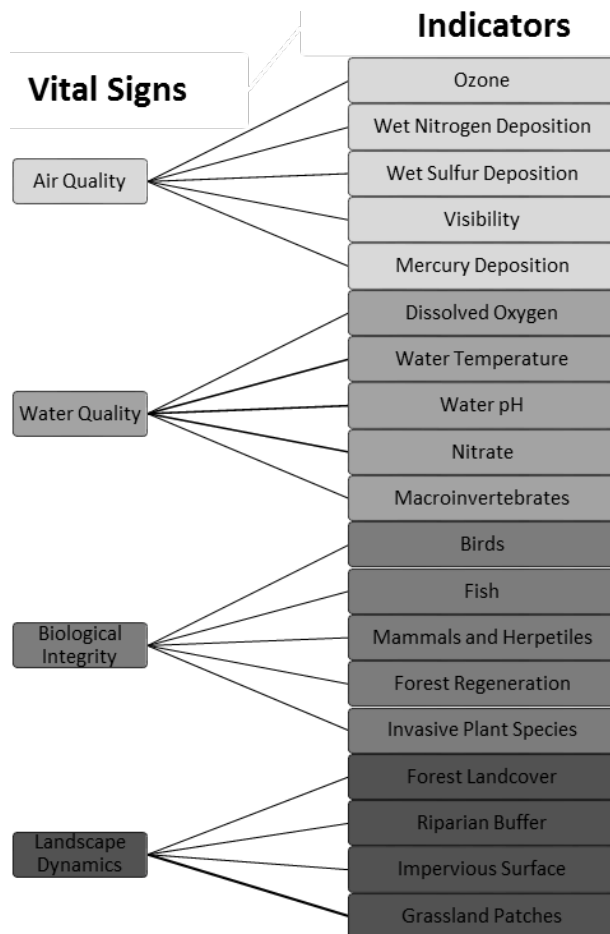 Indicators
Vital Signs
Ozone
Wet Nitrogen Deposition
Wet Sulfur Deposition
Air Quality
Visibility
Mercury Deposition
Dissolved Oxygen
Water Temperature
Water pH
Water Quality
Nitrate
Macroinvertebrates
Birds
Fish
Biological
Integrity
Mammals and Herpetiles
Forest Regeneration
Invasive Plant Species
Forest Landcover
Riparian Buffer
Landscape
Dynamics
Impervious Surface
Grassland Patches